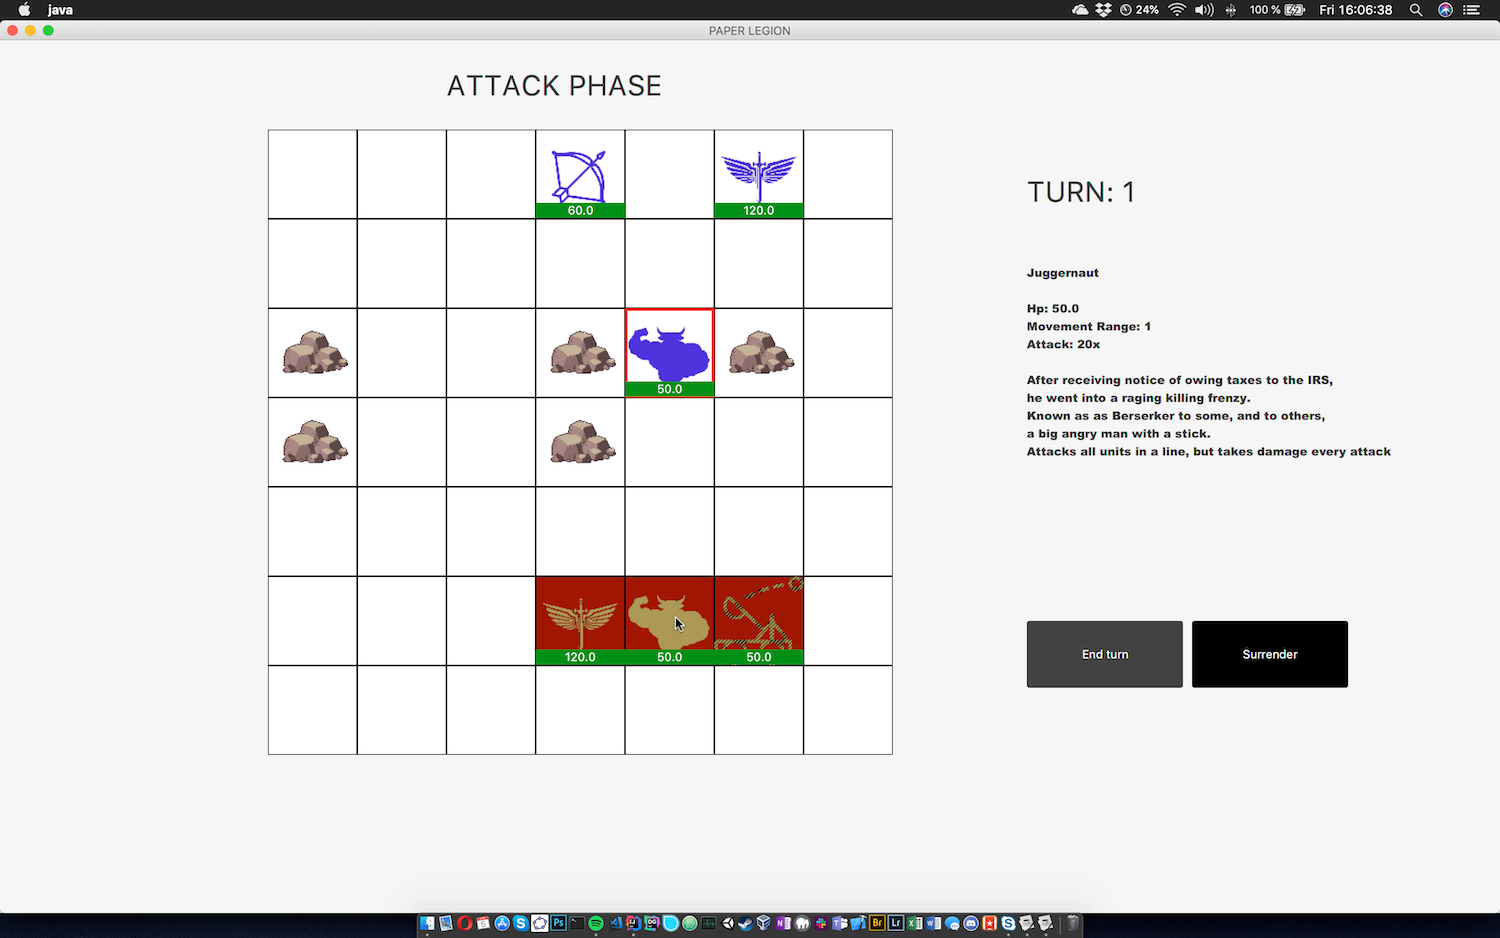 java
24%
100 %
Fri 16:06:38
PAPER LEGION
ATTACK PHASE
60.0
120.0
TURN: 1
Juggernaut
Hp: 50.0
Movement Range: 1
Attack: 20x
50.0
After receiving notice of owing taxes to the IRS,
he went into a raging killing frenzy.
Known as as Berserker to some, and to others,
a big angry man with a stick.
Attacks all units in a line, but takes damage every attack
120.0
50.0
50.0
End turn
Surrender
Ps
Br
Lr